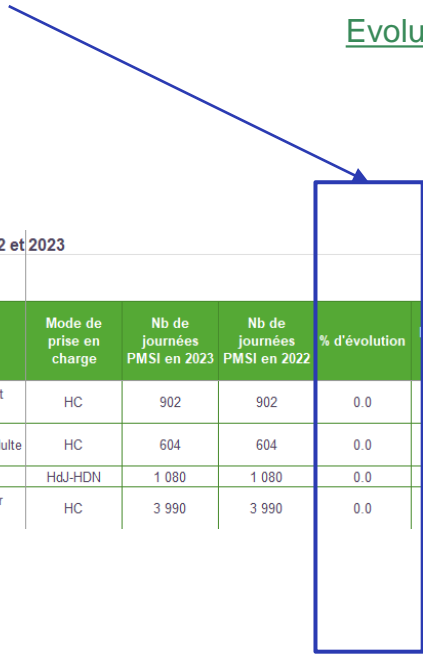 Evolu
2 et 2023
Mode de prise en charge
Nb de journées PMSI en 2023
Nb de journées PMSI en 2022
% d'évolution
t HC 902 902 0.0
ulte HC 604 604 0.0
HdJ-HDN 1 080 1 080 0.0
r HC 3 990 3 990 0.0